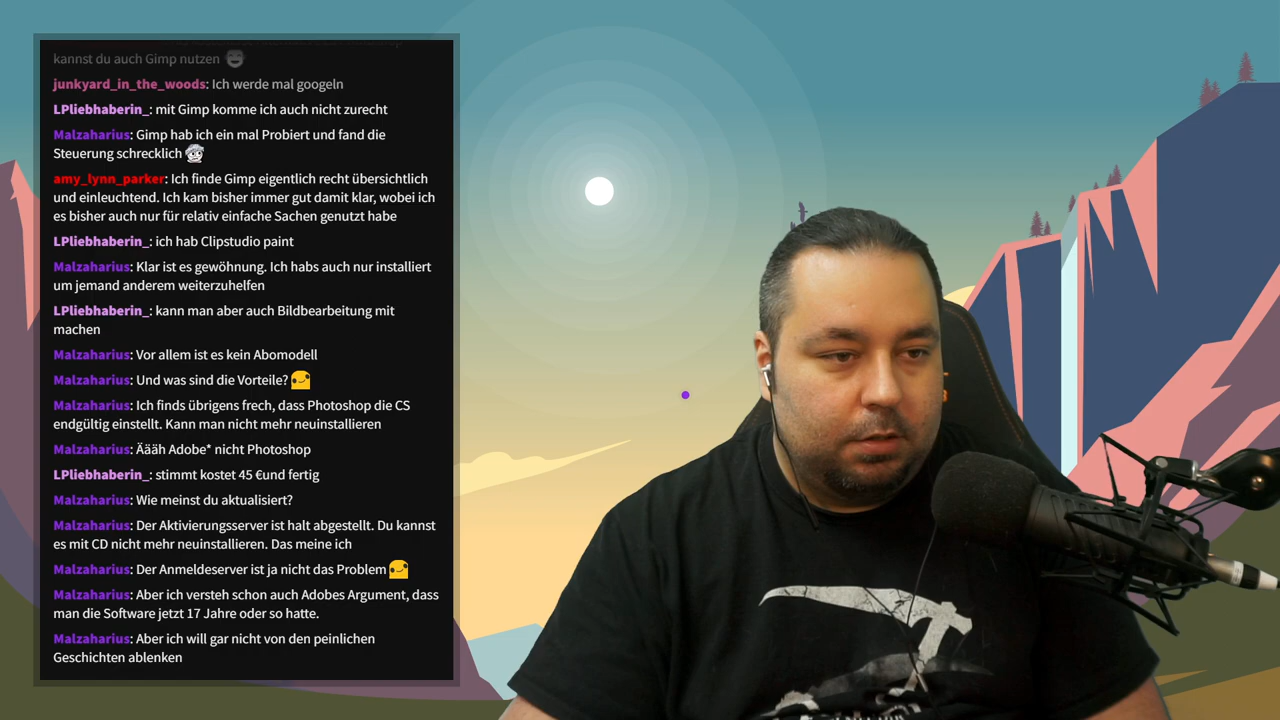 kannst du auch Gimp nutzen
junkyard_in_the_woods: Ich werde mal googeln
LPliebhaberin_: mit Gimp komme ich auch nicht zurecht
Malzaharius: Gimp hab ich ein mal Probiert und fand die
Steuerung schrecklich
amy_lynn_parker: Ich finde Gimp eigentlich recht übersichtlich
und einleuchtend. Ich kam bisher immer gut damit klar, wobei ich
es bisher auch nur für relativ einfache Sachen genutzt habe
LPliebhaberin_: ich hab Clipstudio paint
Malzaharius: Klar ist es gewöhnung. Ich habs auch nur installiert
um jemand anderem weiterzuhelfen
LPliebhaberin_: kann man aber auch Bildbearbeitung mit
machen
Malzaharius: Vor allem ist es kein Abomodell
Malzaharius: Und was sind die Vorteile?
Malzaharius: Ich finds übrigens frech, dass Photoshop die CS
endgültig einstellt. Kann man nicht mehr neuinstallieren
Malzaharius: Äääh Adobe* nicht Photoshop
LPliebhaberin_: stimmt kostet 45 €und fertig
Malzaharius: Wie meinst du aktualisiert?
Malzaharius: Der Aktivierungsserver ist halt abgestellt. Du kannst
es mit CD nicht mehr neuinstallieren. Das meine ich
Malzaharius: Der Anmeldeserver ist ja nicht das Problem
Malzaharius: Aber ich versteh schon auch Adobes Argument, dass
man die Software jetzt 17 Jahre oder so hatte.
Malzaharius: Aber ich will gar nicht von den peinlichen
Geschichten ablenken